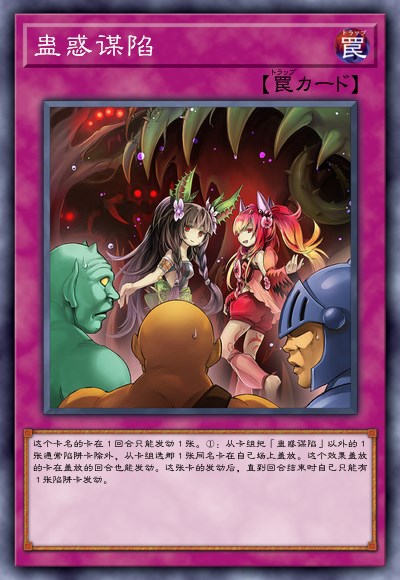 蛊惑谋陷
トラップ
罠
トラップ
【罠カード】
这个卡名的卡在1回合只能发动1张。①：从卡组把「蛊惑谋陷」以外的1
张通常陷阱卡除外，从卡组选那1张同名卡在自己场上盖放。这个效果盖放
的卡在盖放的回合也能发动。这张卡的发动后，直到回合结束时自己只能有
1张陷阱卡发动。